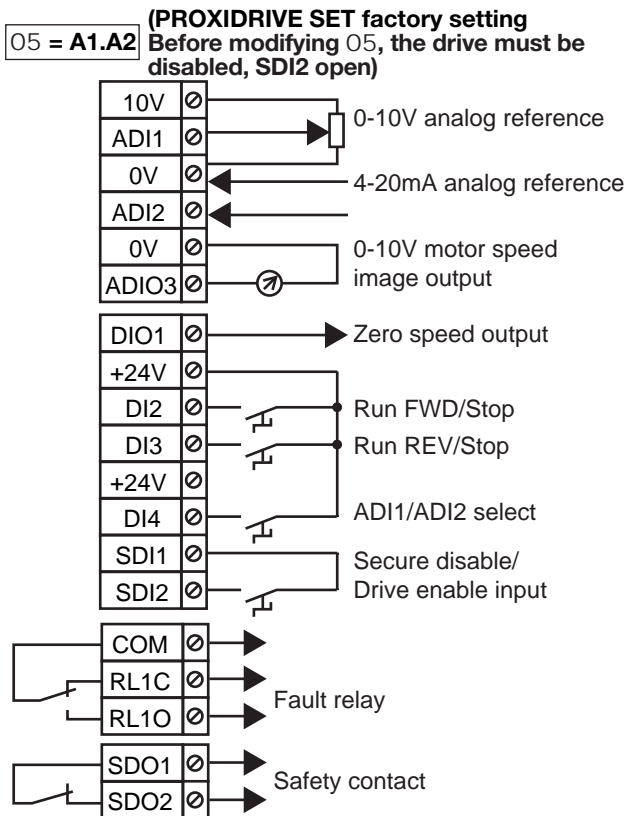 (PROXIDRIVE SET factory setting
05 = A1.A2 Before modifying 05, the drive must be
disabled, SDI2 open)
10V
ADI1
0-10V analog reference
0V
4-20mA analog reference
ADI2
0V
0-10V motor speed
image output
ADIO3
DIO1
Zero speed output
+24V
DI2
Run FWD/Stop
DI3
Run REV/Stop
+24V
DI4
ADI1/ADI2 select
SDI1
Secure disable/
Drive enable input
SDI2
COM
RL1C
Fault relay
RL1O
SDO1
Safety contact
SDO2